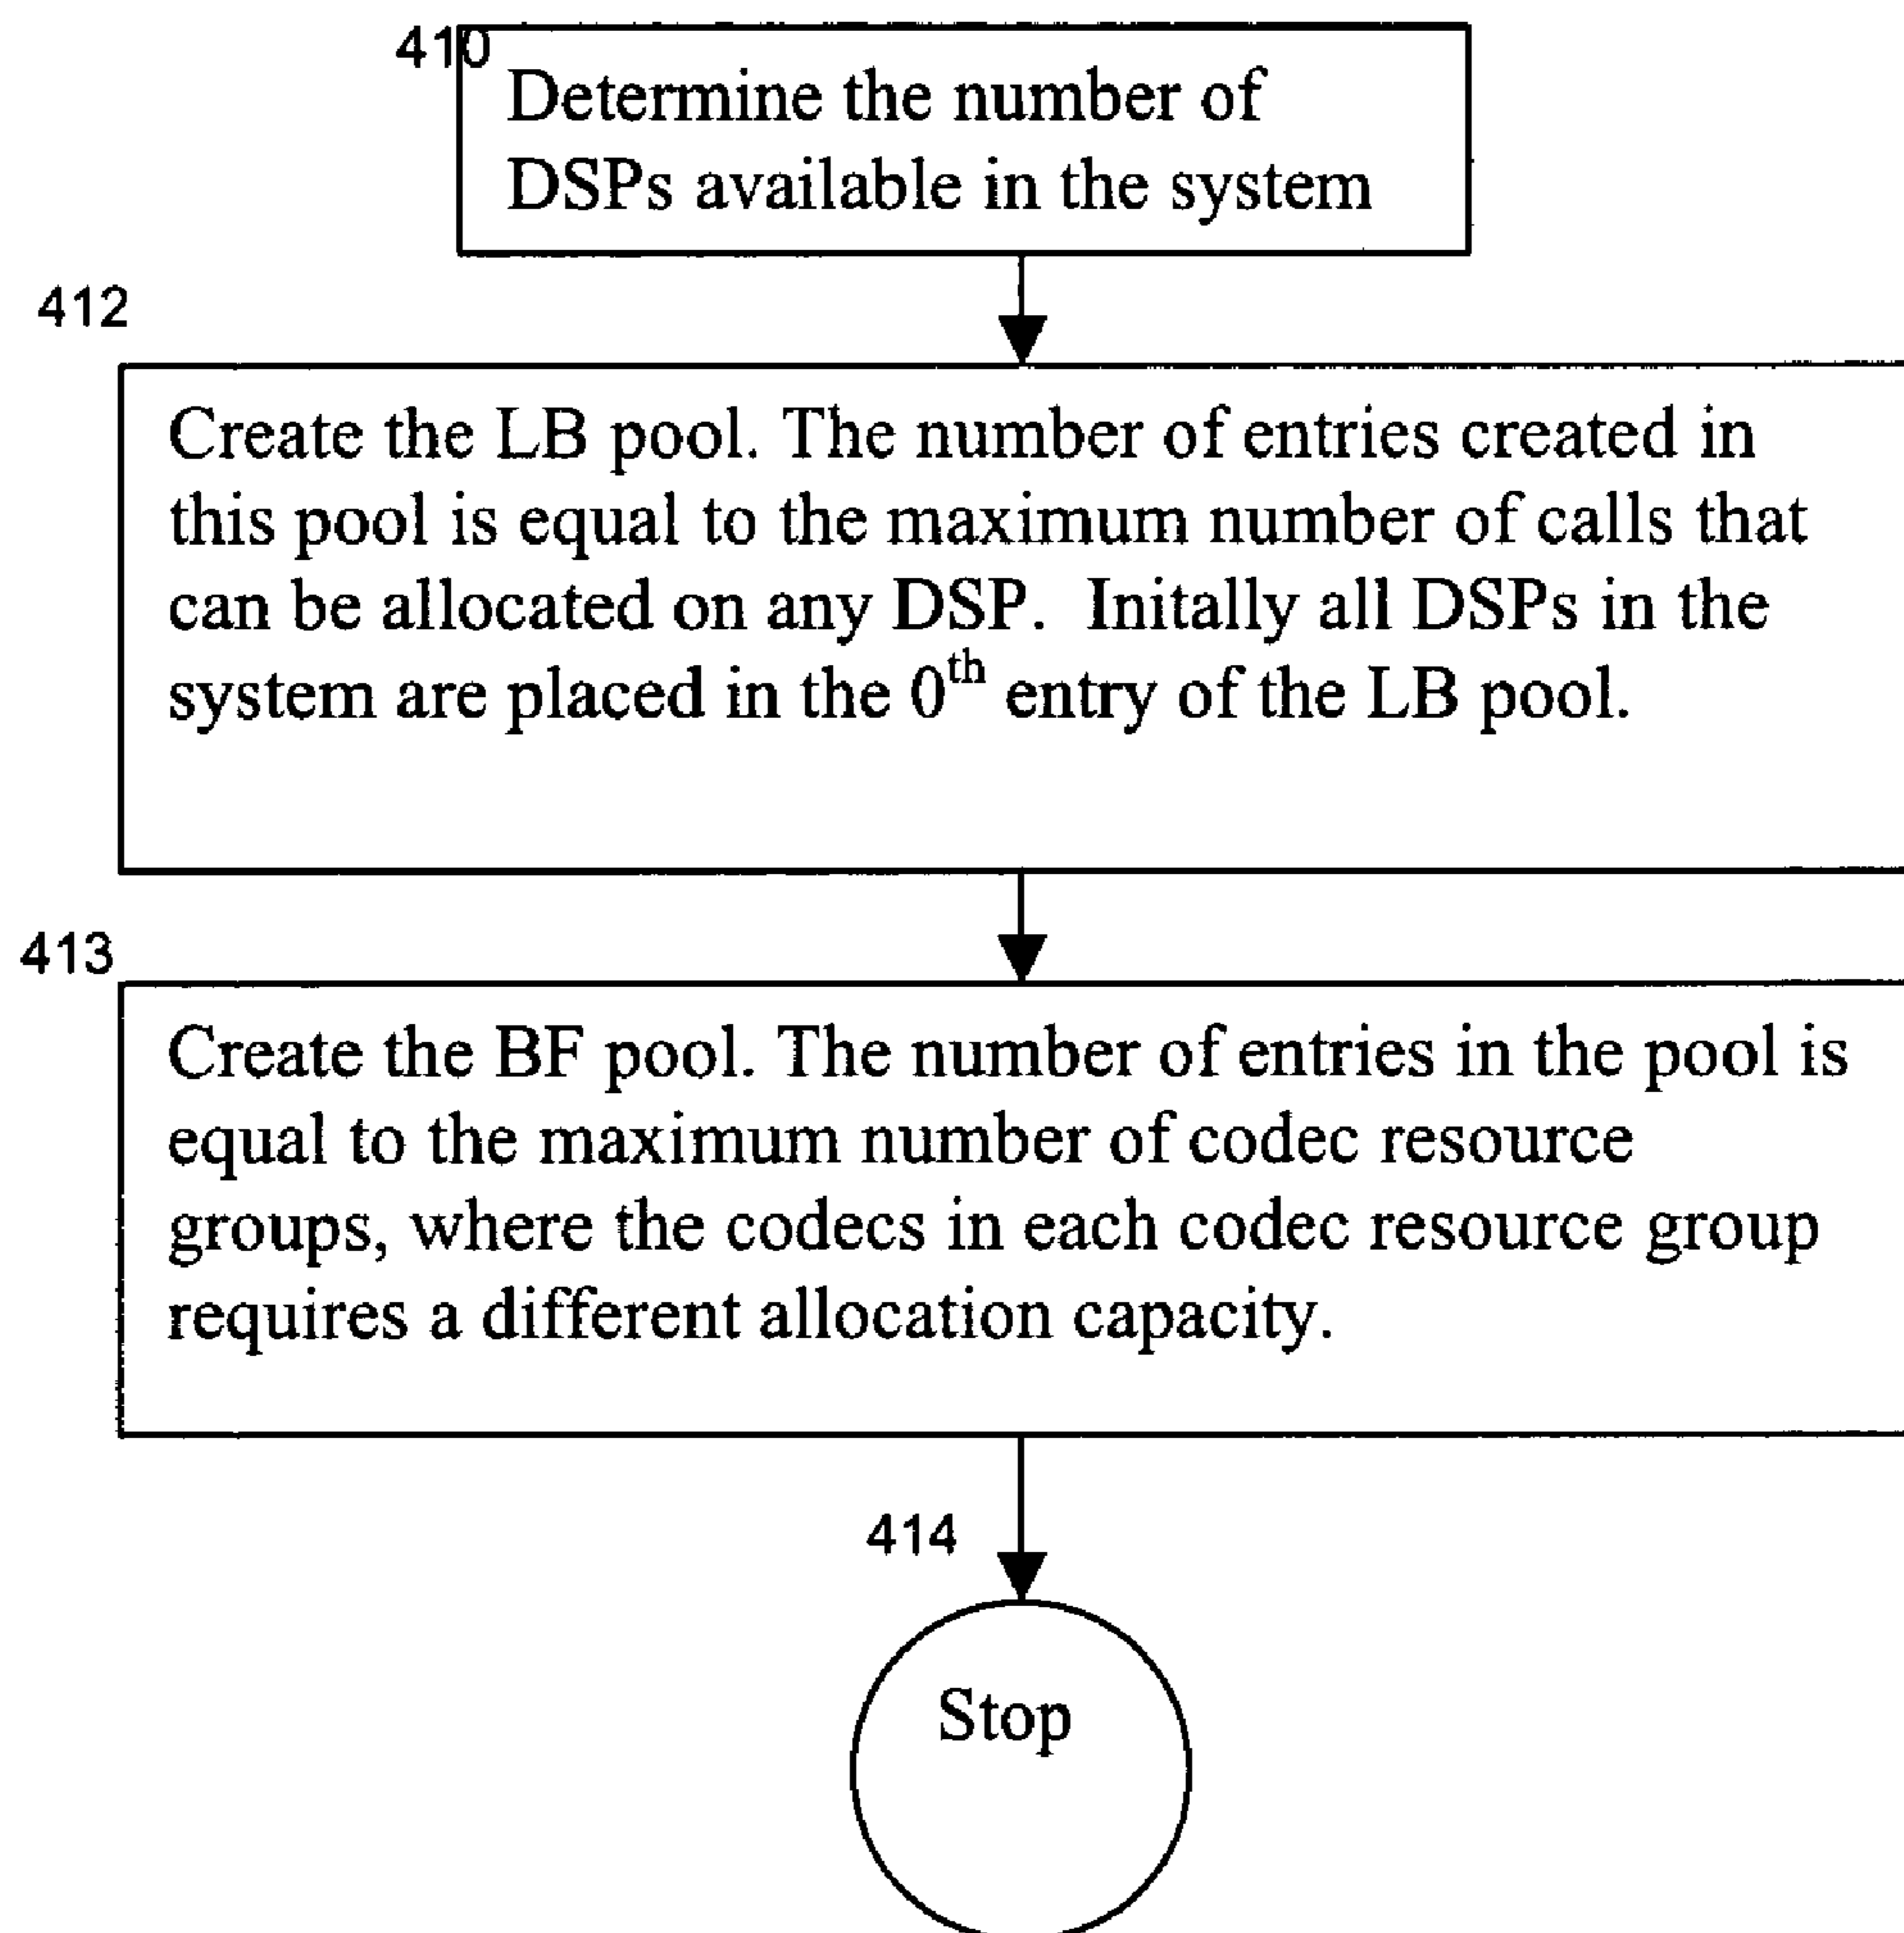 410
Determine the number of
DSPs available in the system
412
Create the LB pool. The number of entries created in
this pool is equal to the maximum number of calls that
can be allocated on any DSP. Initally all DSPs in the
system are placed in the 0th entry of the LB pool.
413
Create the BF pool. The number of entries in the pool is
equal to the maximum number of codec resource
groups, where the codecs in each codec resource group
requires a different allocation capacity.
414
Stop